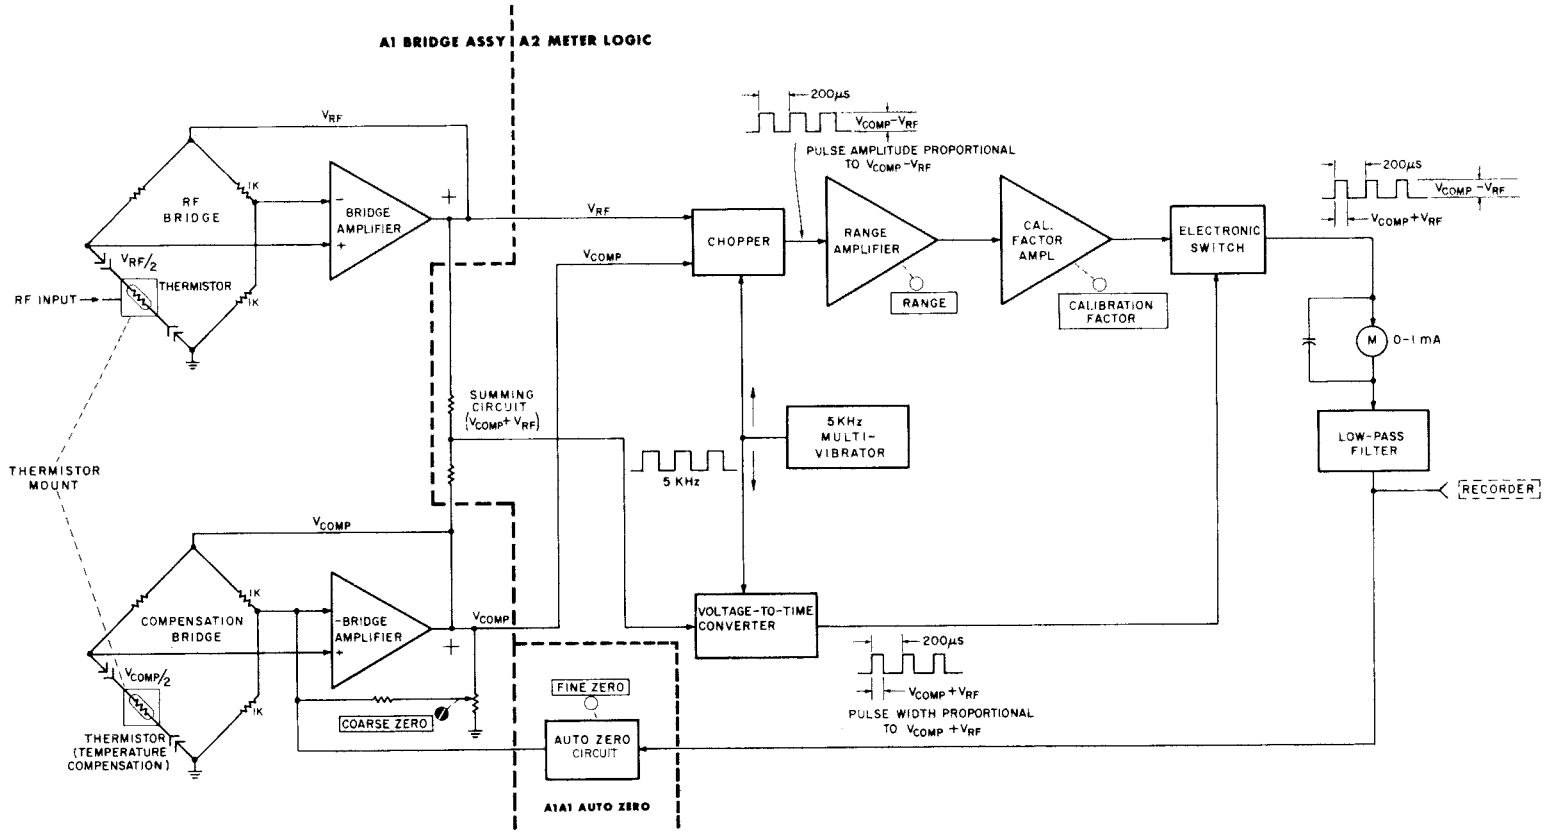 A1 BRIDGE ASSY
A2 METER LOGIC
VRF
1K
RF
BRIDGE
-
BRIDGE
AMPLIFIER
+
+
VRF/2
THERMISTOR
RF INPUT
1K
THERMISTOR
MOUNT
VRF
VCOMP
CHOPPER
200μS
VCOMP-VRF
PULSE AMPLITUDE PROPORTIONAL
TO VCOMP-VRF
RANGE
AMPLIFIER
RANGE
CAL.
FACTOR
AMPL
CALIBRATION
FACTOR
ELECTRONIC
SWITCH
200μS
VCOMP-VRF
VCOMP+VRF
M
0-1 mA
LOW-PASS
FILTER
RECORDER
SUMMING
CIRCUIT
(VCOMP+VRF)
5KHz
MULTI-
VIBRATOR
5 KHz
VCOMP
1K
COMPENSATION
BRIDGE
-BRIDGE
AMPLIFIER
+
+
VCOMP
VCOMP/2
1K
THERMISTOR
(TEMPERATURE
COMPENSATION)
COARSE ZERO
VOLTAGE-TO-TIME
CONVERTER
200μS
VCOMP+VRF
PULSE WIDTH PROPORTIONAL
TO VCOMP+VRF
FINE ZERO
AUTO ZERO
CIRCUIT
A1A1 AUTO ZERO